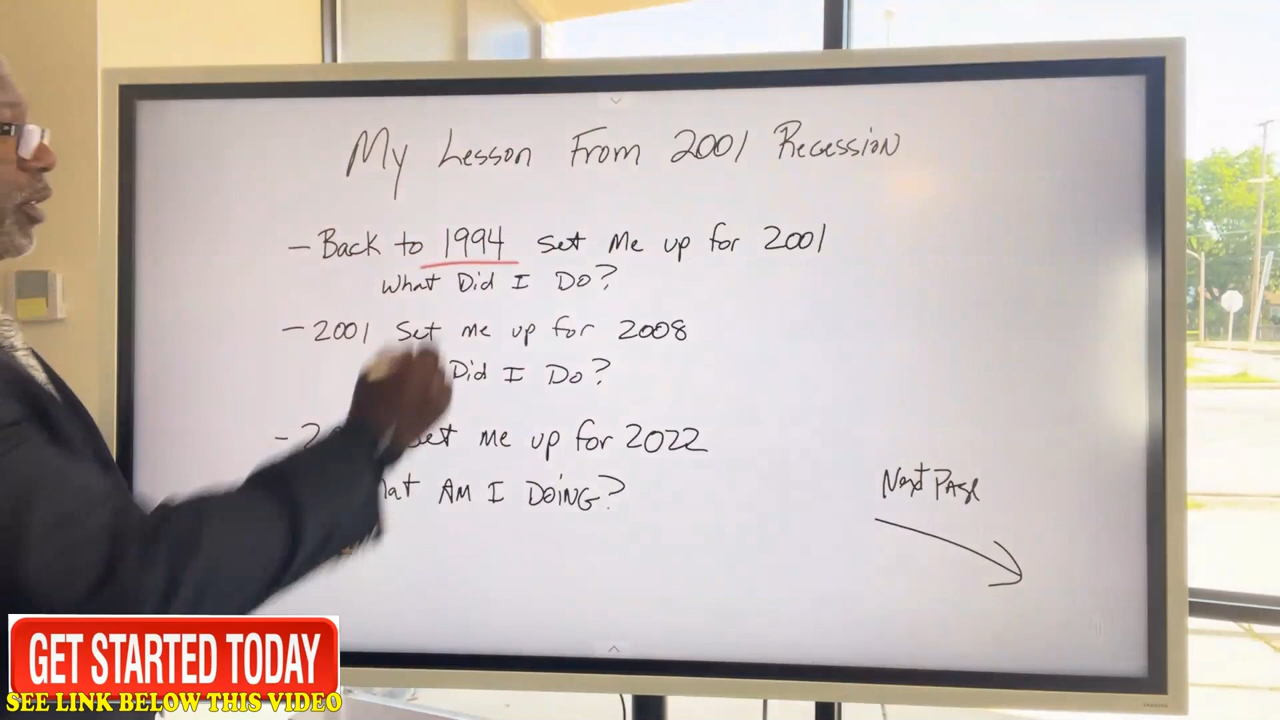 My Lesson From 2001 Recession
- Back to 1994 set Me up for 2001
What Did I Do?
- 2001 Set me up for 2008
Did I Do?
- set me up for 2022
AM I DOING?
Next Page
GET STARTED TODAY
SEE LINK BELOW THIS VIDEO
SAMSUNG